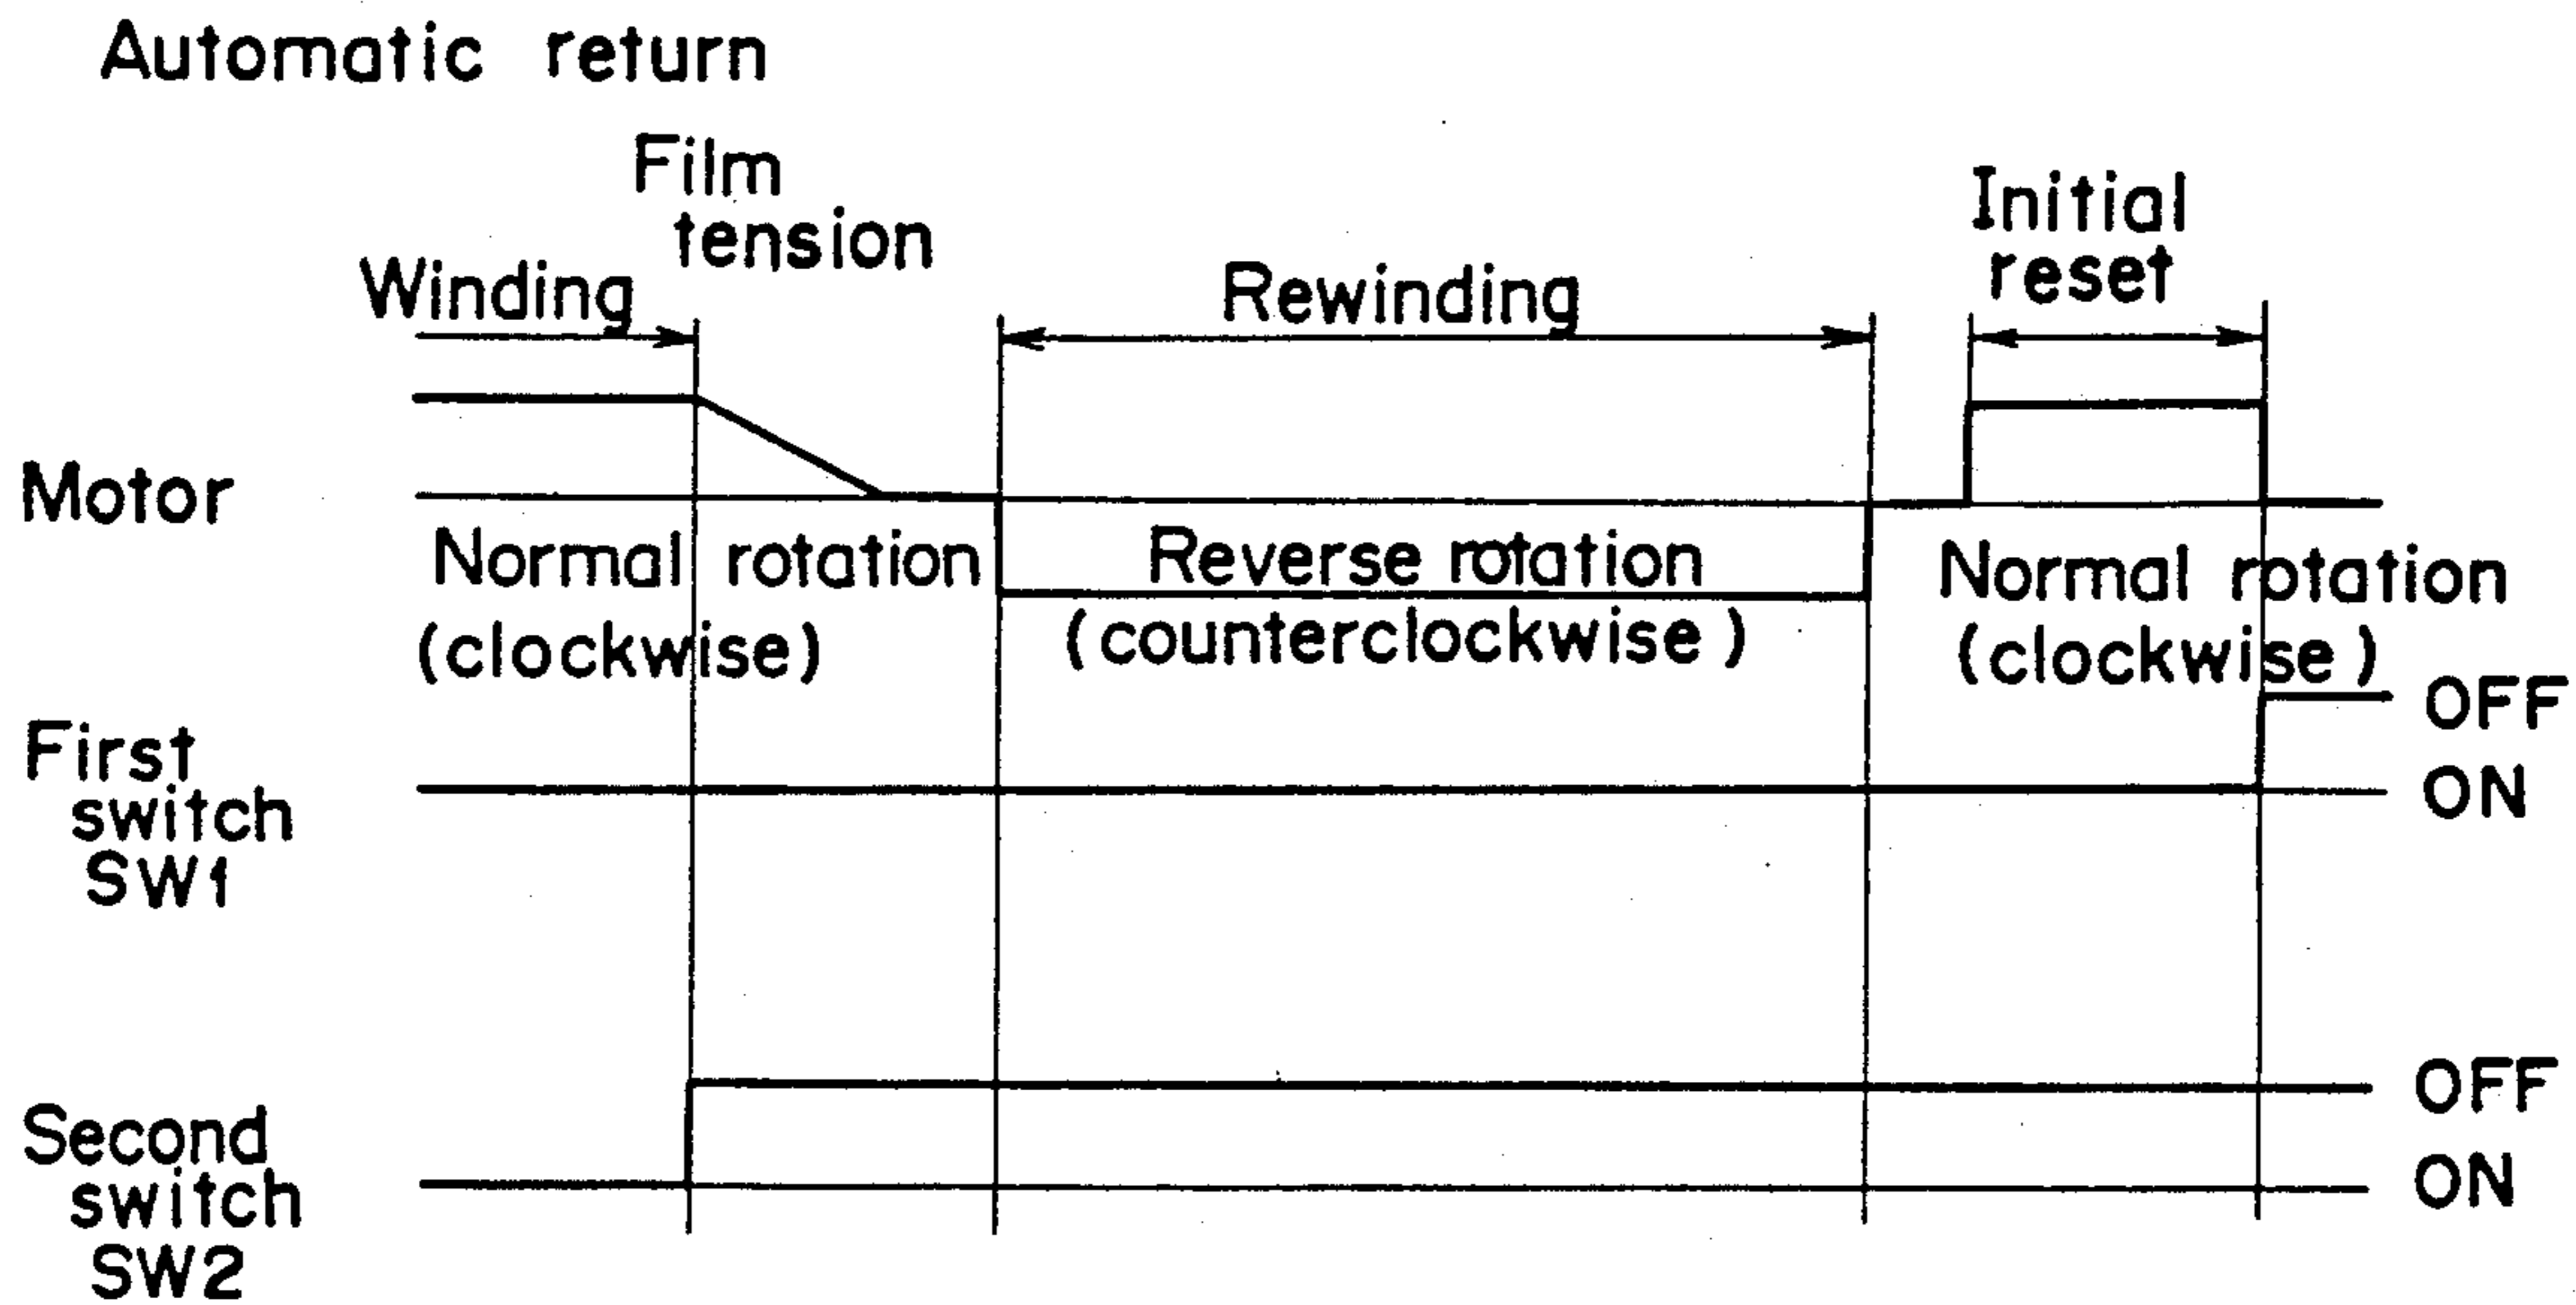 Automatic return
Film
tension
Winding
Rewinding
Initial
reset
Motor
Normal rotation
(clockwise)
Reverse rotation
(counterclockwise)
Normal rotation
(clockwise)
First
switch
SW1
OFF
ON
Second
switch
SW2
OFF
ON